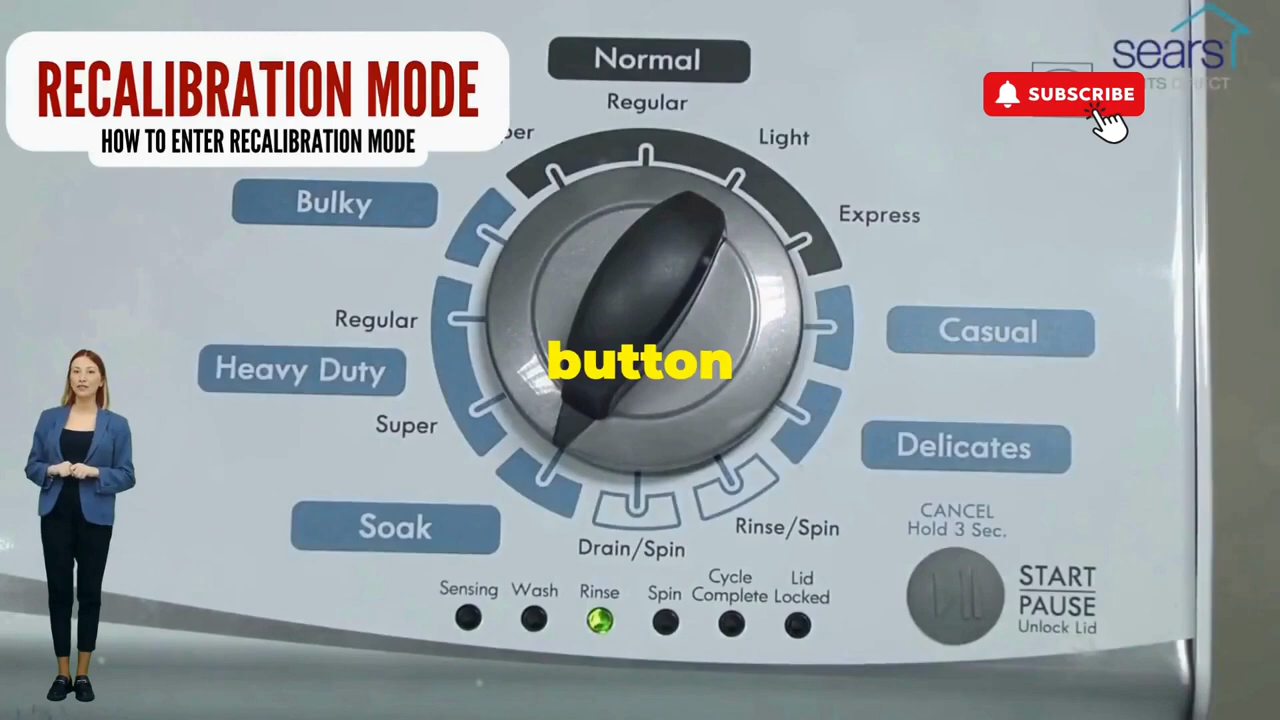 RECALIBRATION MODE
HOW TO ENTER RECALIBRATION MODE
sears
SUBSCRIBE
Normal
Regular
Light
Express
Bulky
Regular
Heavy Duty
Super
Casual
Delicates
Soak
button
Rinse/Spin
Drain/Spin
CANCEL
Hold 3 Sec.
Sensing
Wash
Rinse
Spin
Cycle
Complete
Lid
Locked
START
PAUSE
Unlock Lid